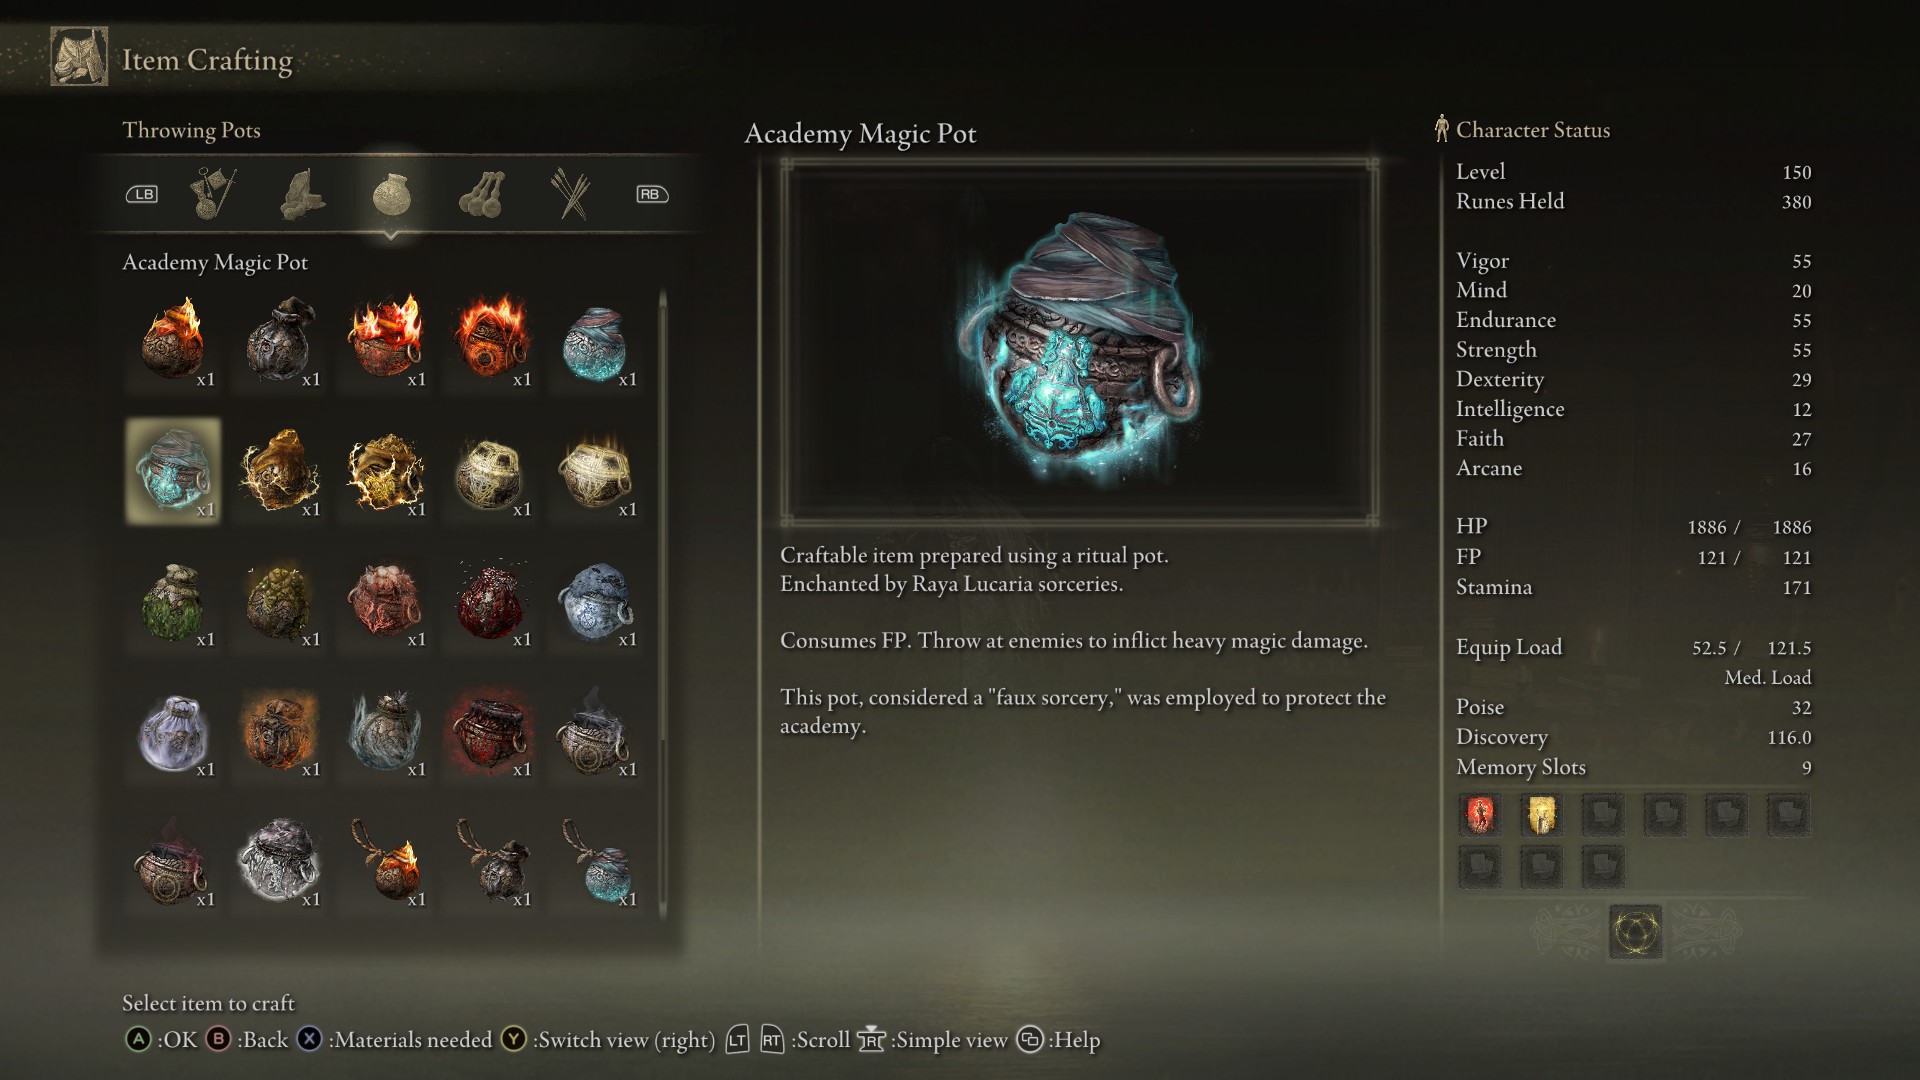 Item Crafting
Throwing Pots
LB
RB
Academy Magic Pot
x1 x1 x1 x1 x1
x1 x1 x1 x1 x1
x1 x1 x1 x1 x1
x1 x1 x1 x1 x1
x1 x1 x1 x1 x1
Academy Magic Pot
Craftable item prepared using a ritual pot.
Enchanted by Raya Lucaria sorceries.
Consumes FP. Throw at enemies to inflict heavy magic damage.
This pot, considered a "faux sorcery," was employed to protect the
academy.
Character Status
Level 150
Runes Held 380
Vigor 55
Mind 20
Endurance 55
Strength 55
Dexterity 29
Intelligence 12
Faith 27
Arcane 16
HP 1886 / 1886
FP 121 / 121
Stamina 171
Equip Load 52.5 / 121.5
Med. Load
Poise 32
Discovery 116.0
Memory Slots 9
Select item to craft
A :OK B :Back X :Materials needed Y :Switch view (right) LT RT :Scroll R :Simple view :Help